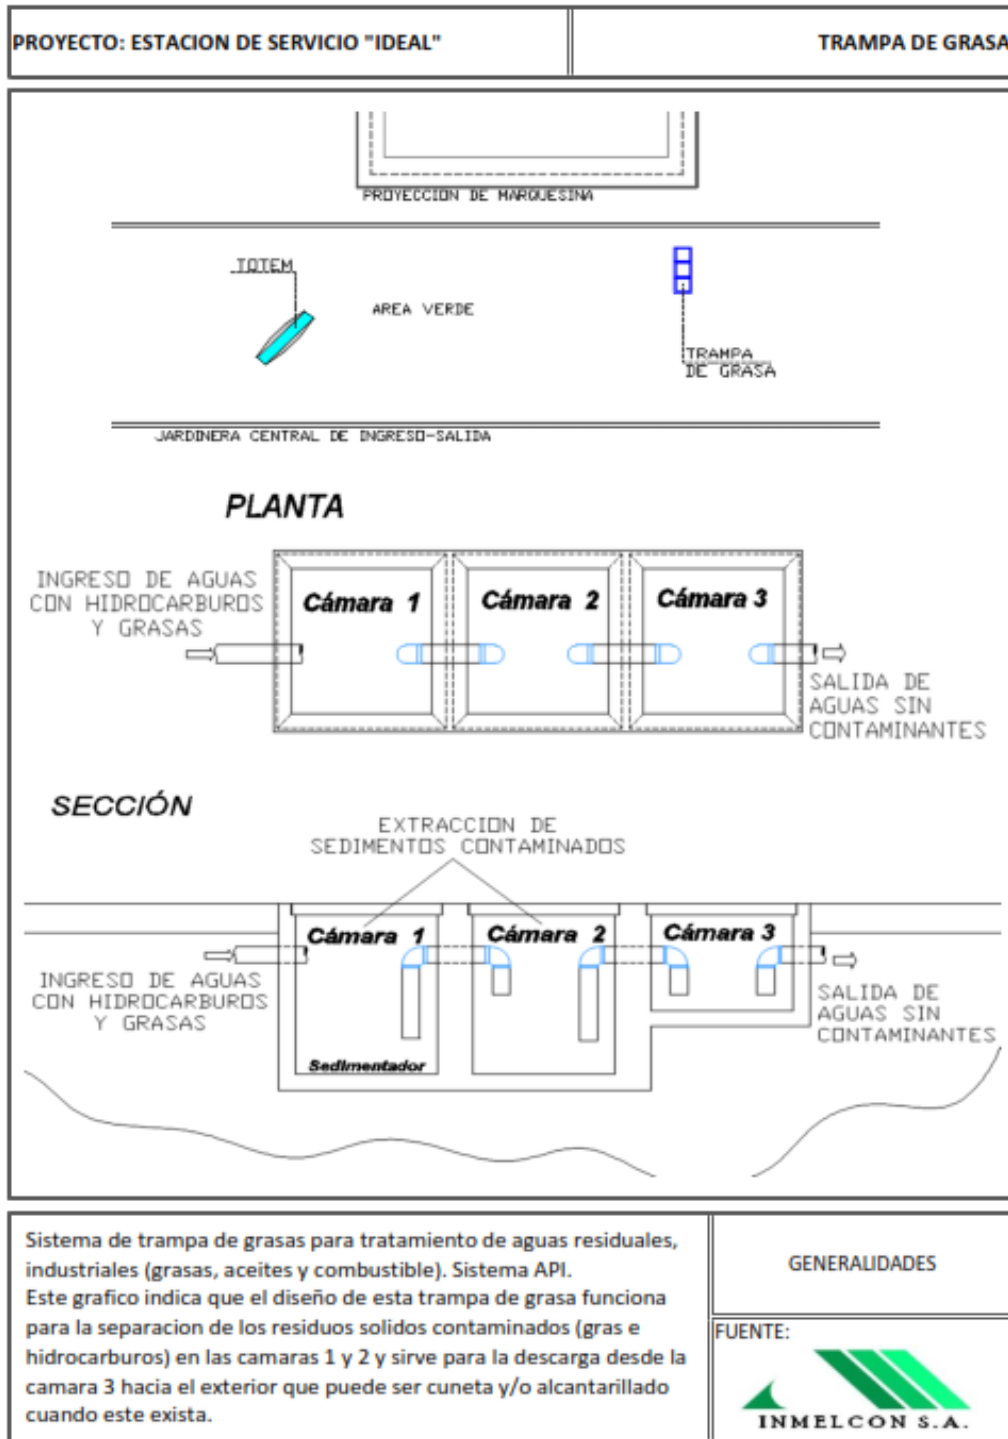 PROYECTO: ESTACION DE SERVICIO "IDEAL"
TRAMPA DE GRASA
PROYECCION DE MARQUESINA
TOTEM
AREA VERDE
TRAMPA
DE GRASA
JARDINERA CENTRAL DE INGRESO-SALIDA
PLANTA
INGRESO DE AGUAS
CON HIDROCARBUROS
Y GRASAS
Cámara 1
Cámara 2
Cámara 3
SALIDA DE
AGUAS SIN
CONTAMINANTES
SECCIÓN
EXTRACCION DE
SEDIMENTOS CONTAMINADOS
Cámara 1
Cámara 2
Cámara 3
INGRESO DE AGUAS
CON HIDROCARBUROS
Y GRASAS
SALIDA DE
AGUAS SIN
CONTAMINANTES
Sedimentador
Sistema de trampa de grasas para tratamiento de aguas residuales,
industriales (grasas, aceites y combustible). Sistema API.
Este grafico indica que el diseño de esta trampa de grasa funciona
para la separacion de los residuos solidos contaminados (gras e
hidrocarburos) en las camaras 1 y 2 y sirve para la descarga desde la
camara 3 hacia el exterior que puede ser cuneta y/o alcantarillado
cuando este exista.
GENERALIDADES
FUENTE:
INMELCON S.A.